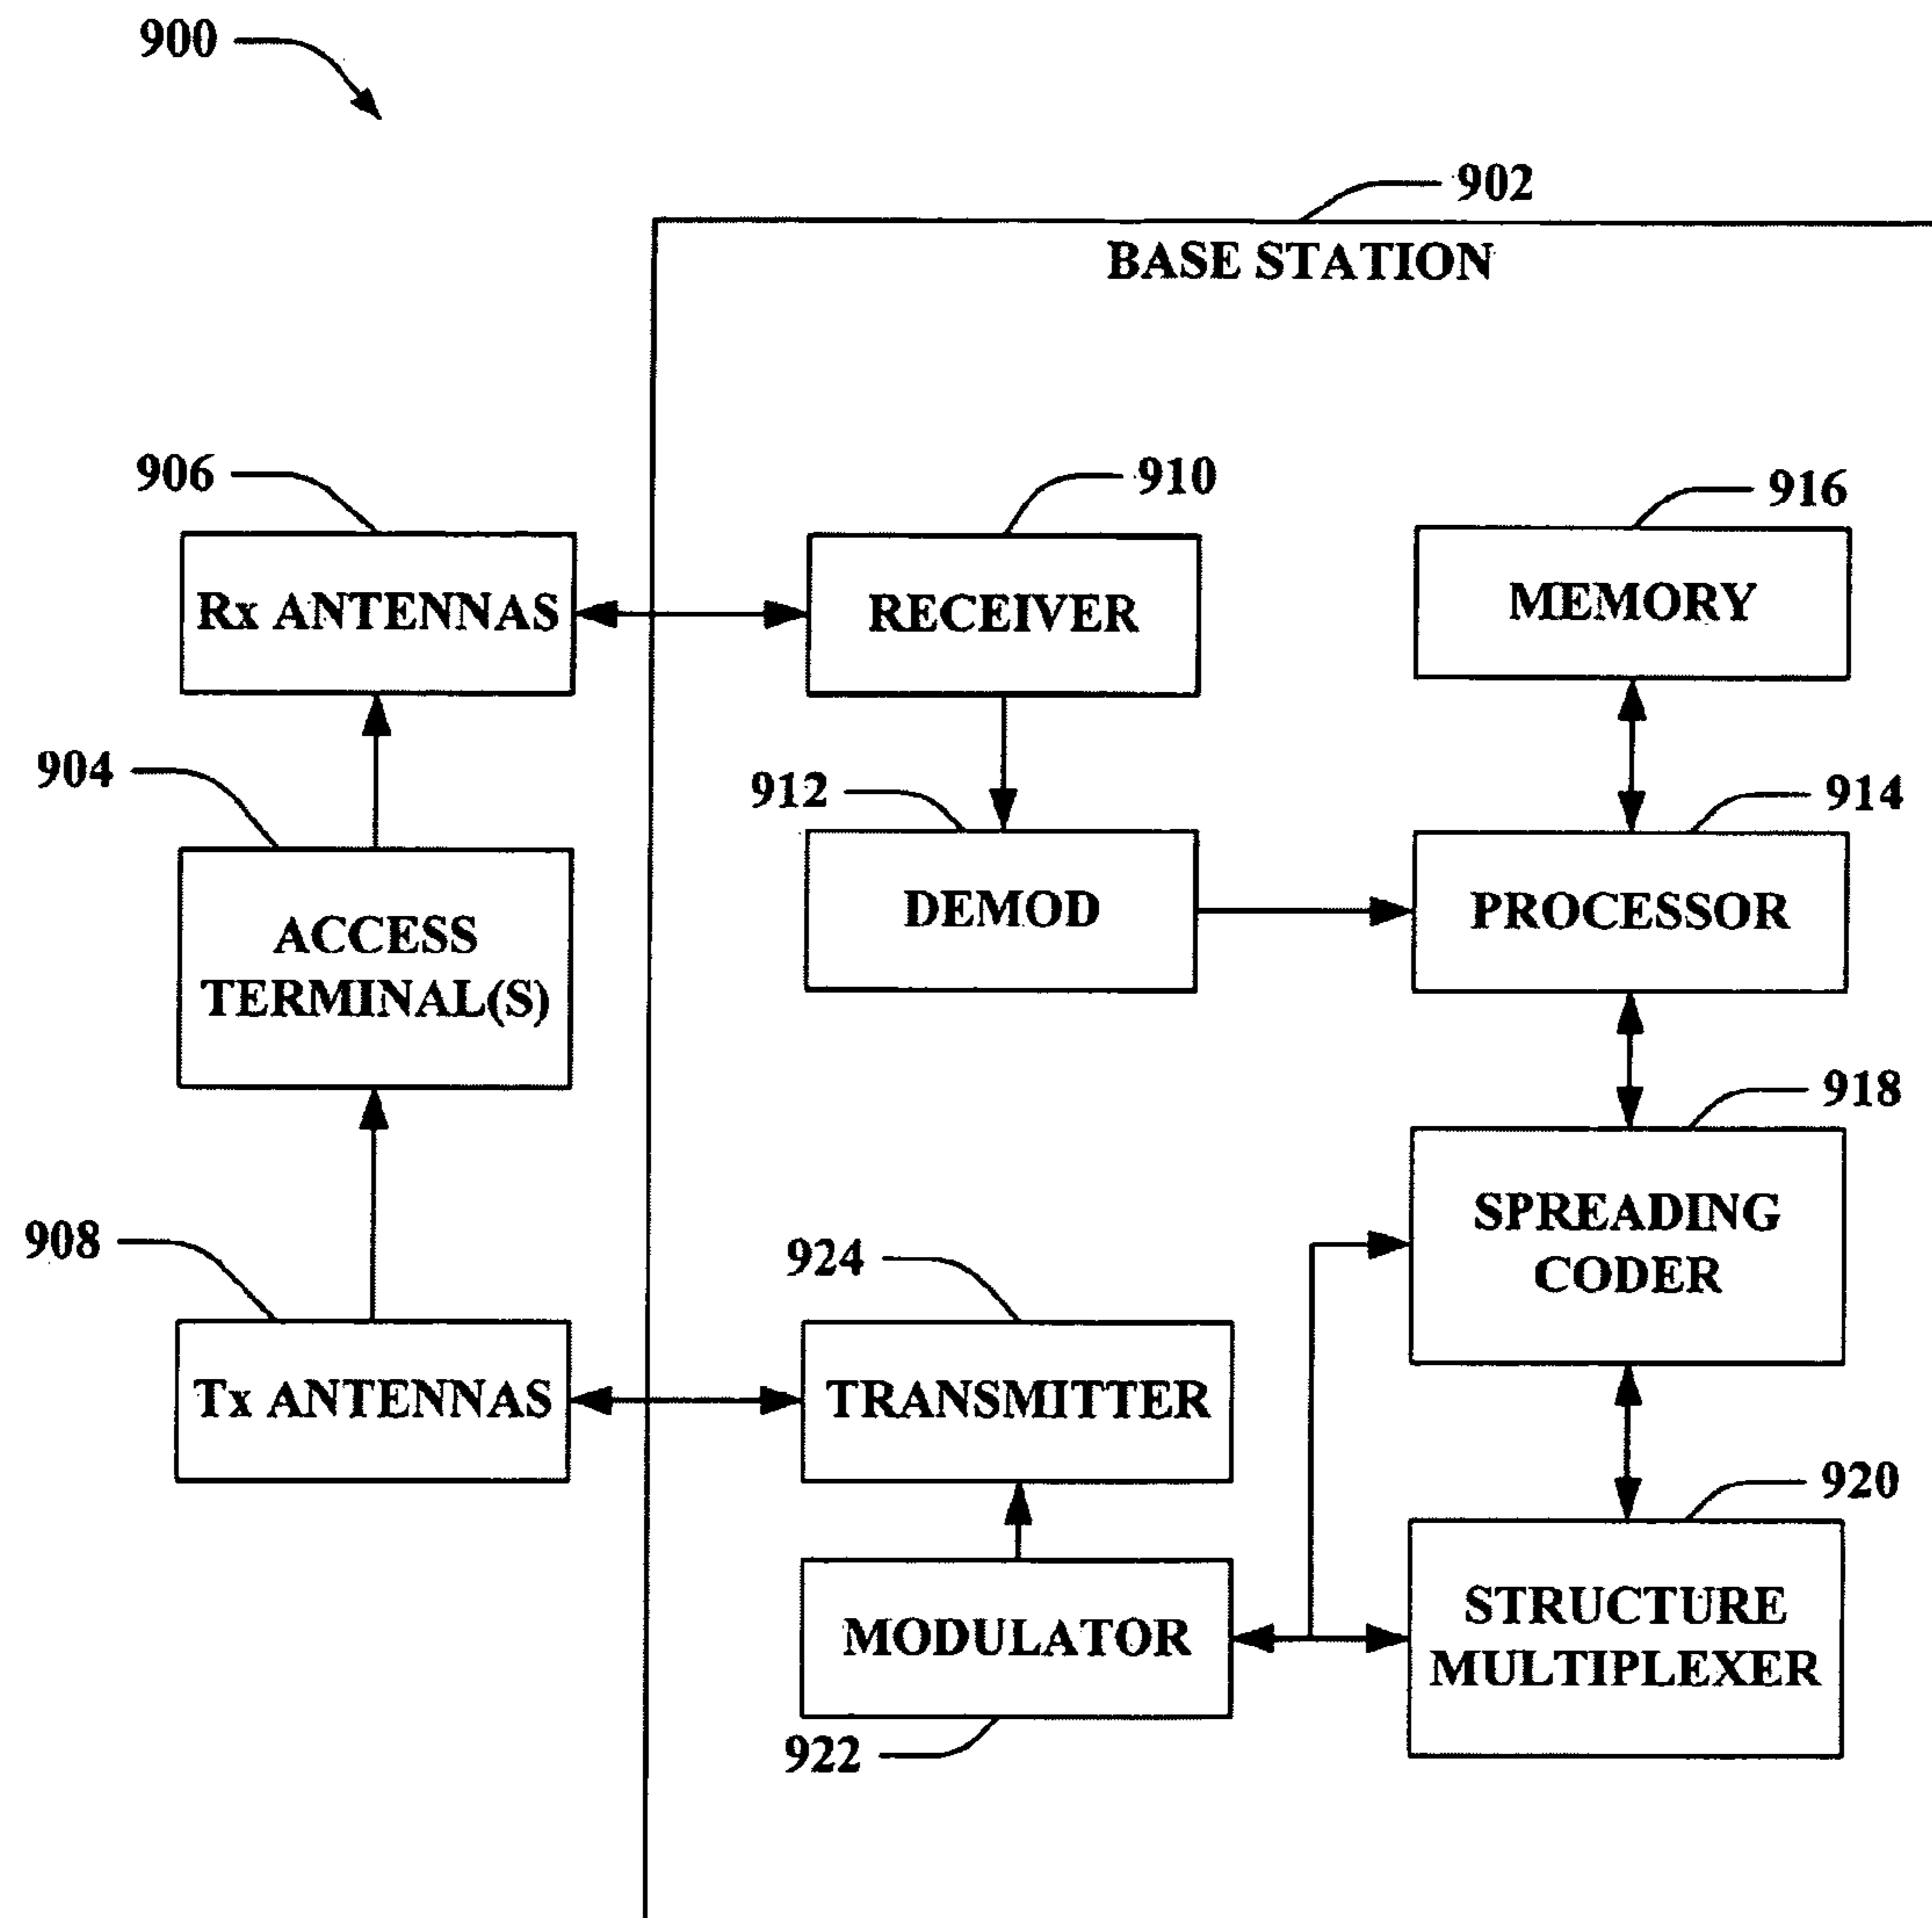 900
902
BASE STATION
906
910
916
Rx ANTENNAS
RECEIVER
MEMORY
904
912
914
ACCESS
TERMINAL(S)
DEMOD
PROCESSOR
918
908
924
SPREADING
CODER
Tx ANTENNAS
TRANSMITTER
920
MODULATOR
STRUCTURE
MULTIPLEXER
922